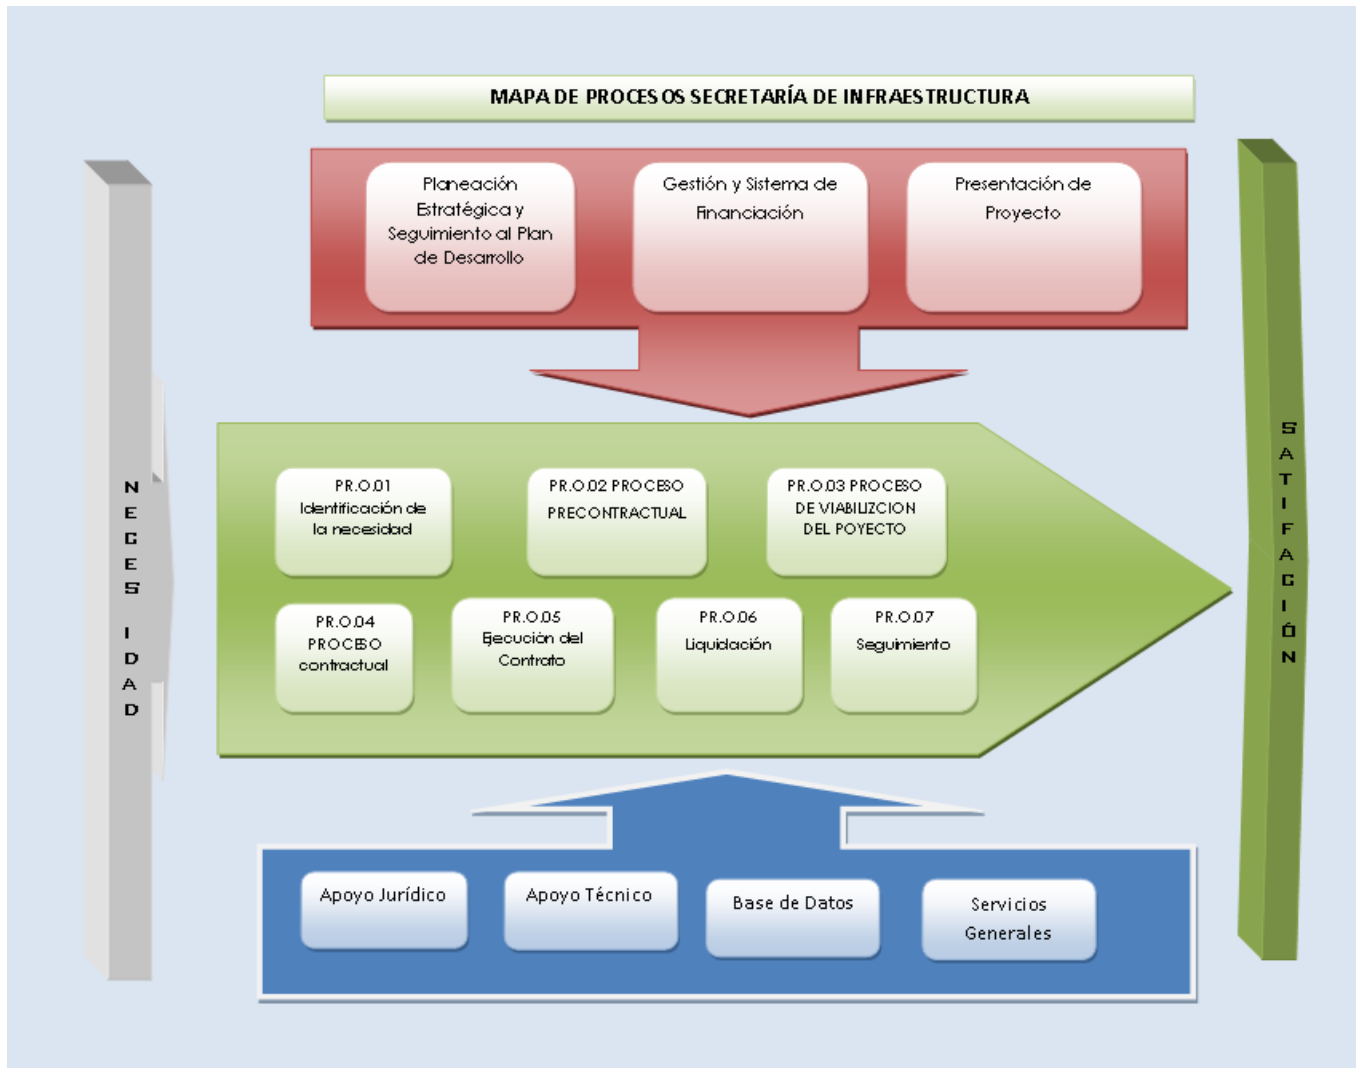 MAPA DE PROCESOS SECRETARÍA DE INFRAESTRUCTURA
Planeación
Estratégica y
Seguimiento al Plan
de Desarrollo
Gestión y Sistema de
Financiación
Presentación de
Proyecto
NECES IDAD
PR.O.01
Identificación de
la necesidad
PR.O.02 PROCESO
PRECONTRACTUAL
PR.O.03 PROCESO
DE VIABILIZCION
DEL POYECTO
PR.O.04
PROCESO
contractual
PR.O.05
Ejecución del
Contrato
PR.O.06
Liquidación
PR.O.07
Seguimiento
SATIFACIÓN
Apoyo Jurídico
Apoyo Técnico
Base de Datos
Servicios
Generales